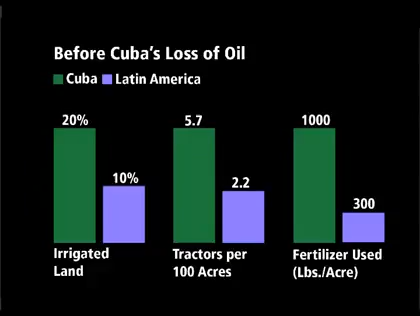 Before Cuba's Loss of Oil
Cuba Latin America
20% 5.7 1000
10% 2.2 300
Irrigated Land
Tractors per 100 Acres
Fertilizer Used (Lbs./Acre)